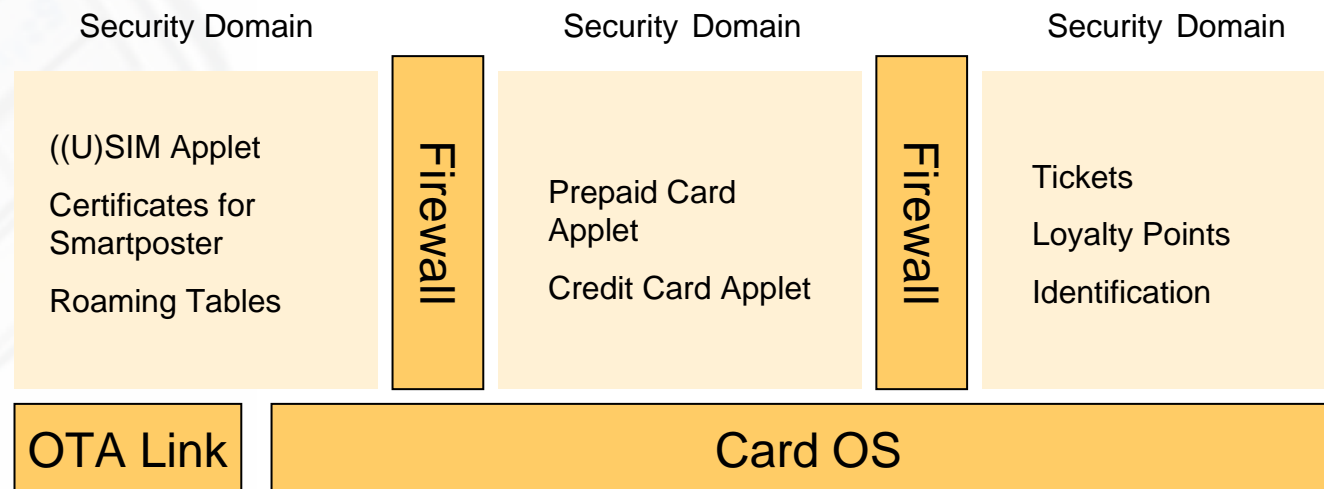 Security Domain
Security Domain
Security Domain
((U)SIM Applet
Certificates for
Smartposter
Roaming Tables
Firewall
Prepaid Card
Applet
Credit Card Applet
Firewall
Tickets
Loyalty Points
Identification
OTA Link
Card OS